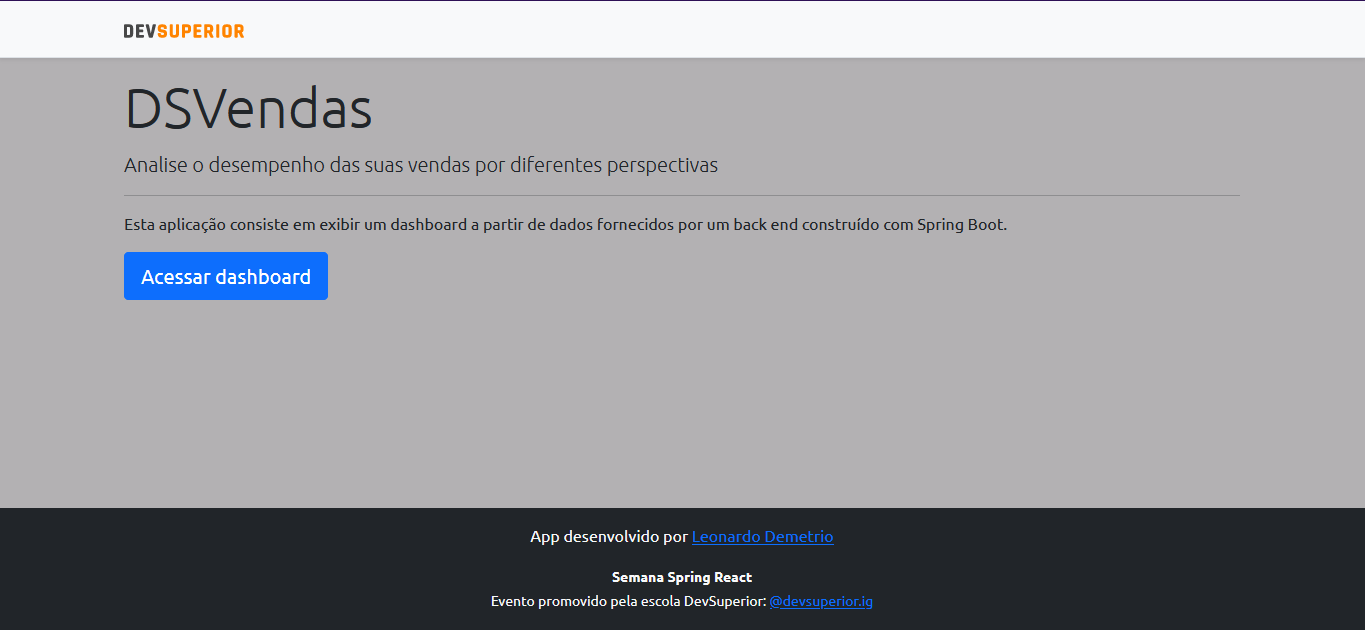 DEVSUPERIOR
DSVendas
Analise o desempenho das suas vendas por diferentes perspectivas
Esta aplicação consiste em exibir um dashboard a partir de dados fornecidos por um back end construído com Spring Boot.
Acessar dashboard
App desenvolvido por Leonardo Demetrio
Semana Spring React
Evento promovido pela escola DevSuperior: @devsuperior.ig